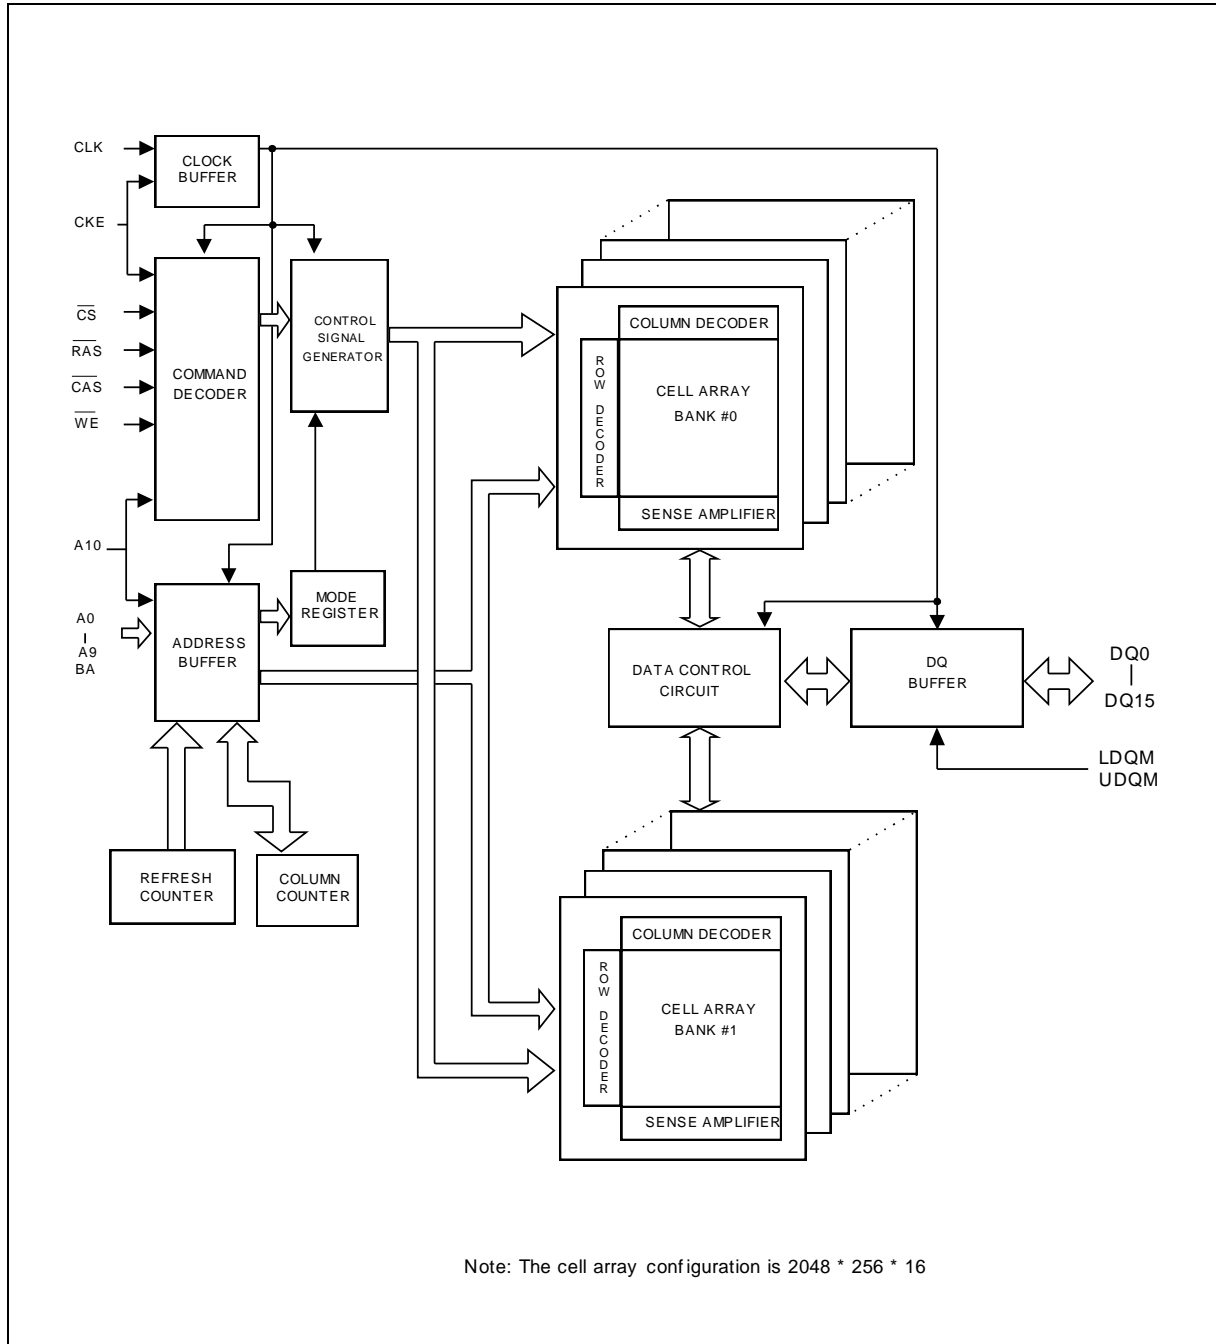 CLK
CLOCK
BUFFER
CKE
CS
RAS
CAS
WE
COMMAND
DECODER
CONTROL
SIGNAL
GENERATOR
COLUMN DECODER
ROW DECODER
CELL ARRAY
BANK #0
SENSE AMPLIFIER
A10
A0
A9
BA
ADDRESS
BUFFER
MODE
REGISTER
DATA CONTROL
CIRCUIT
DQ
BUFFER
DQ0
DQ15
LDQM
UDQM
REFRESH
COUNTER
COLUMN
COUNTER
COLUMN DECODER
ROW DECODER
CELL ARRAY
BANK #1
SENSE AMPLIFIER
Note: The cell array configuration is 2048 * 256 * 16